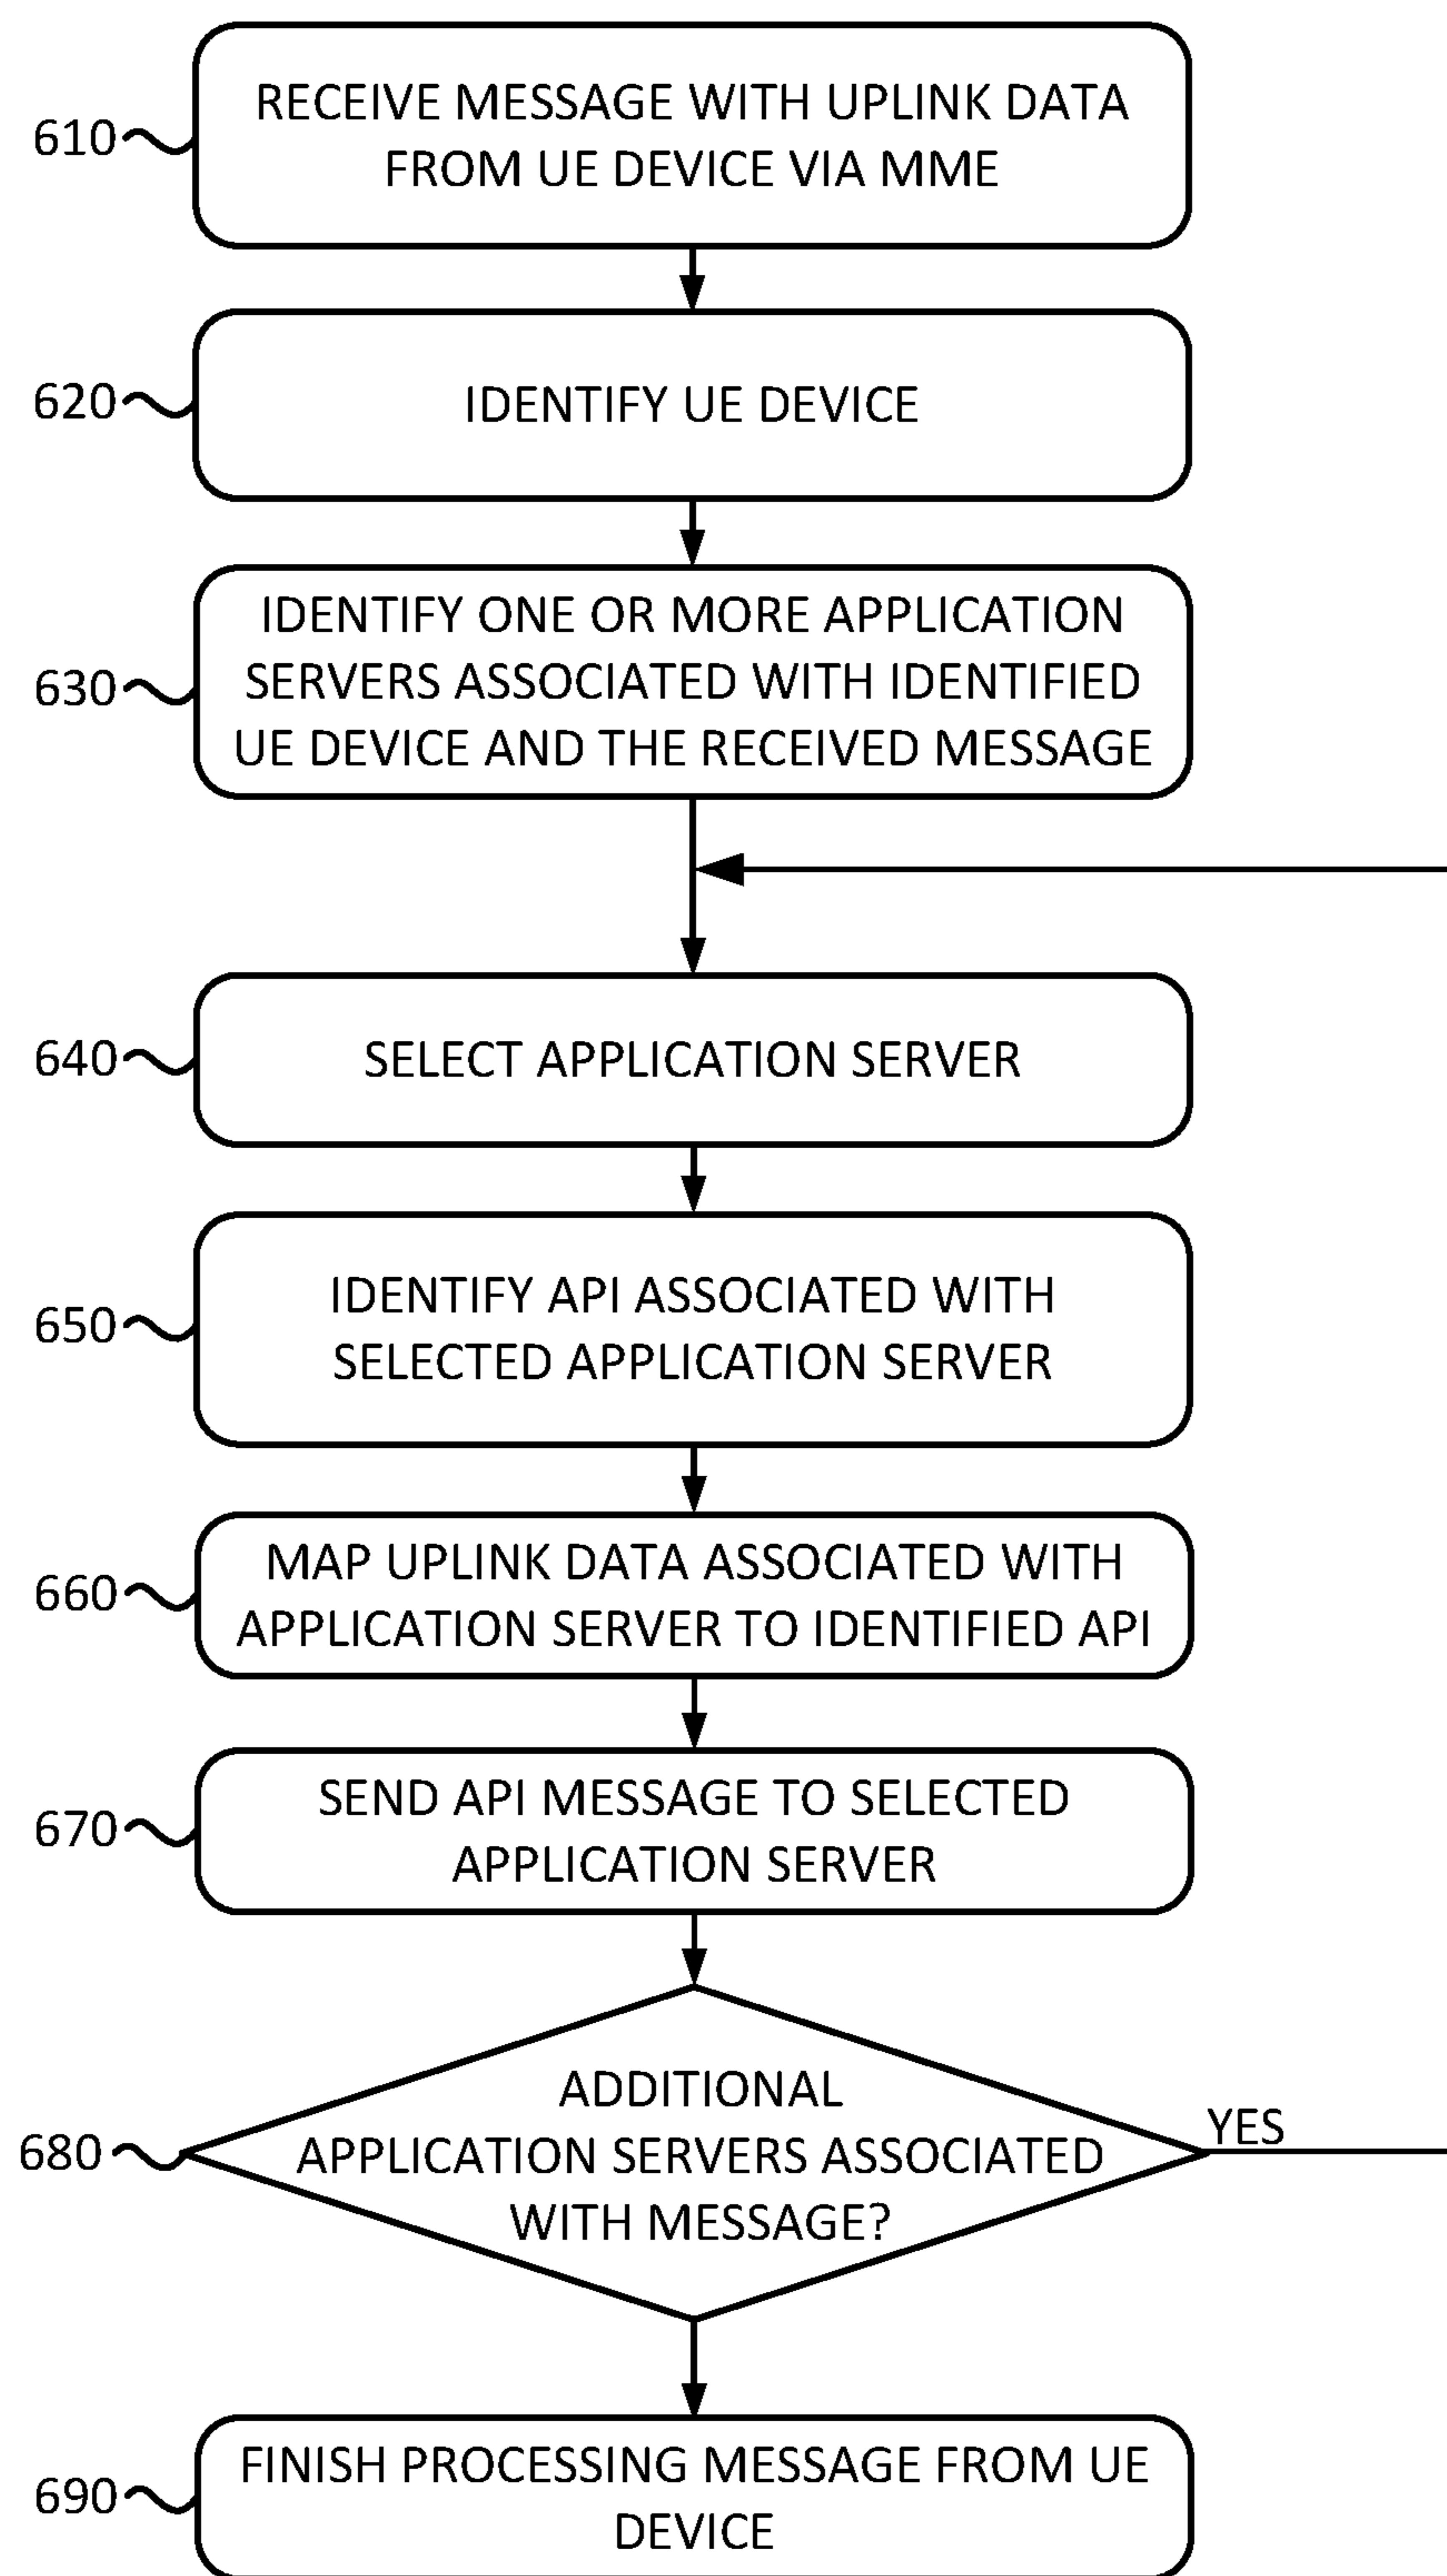 610
RECEIVE MESSAGE WITH UPLINK DATA
FROM UE DEVICE VIA MME
620
IDENTIFY UE DEVICE
630
IDENTIFY ONE OR MORE APPLICATION
SERVERS ASSOCIATED WITH IDENTIFIED
UE DEVICE AND THE RECEIVED MESSAGE
640
SELECT APPLICATION SERVER
650
IDENTIFY API ASSOCIATED WITH
SELECTED APPLICATION SERVER
660
MAP UPLINK DATA ASSOCIATED WITH
APPLICATION SERVER TO IDENTIFIED API
670
SEND API MESSAGE TO SELECTED
APPLICATION SERVER
680
ADDITIONAL
APPLICATION SERVERS ASSOCIATED
WITH MESSAGE?
YES
690
FINISH PROCESSING MESSAGE FROM UE
DEVICE